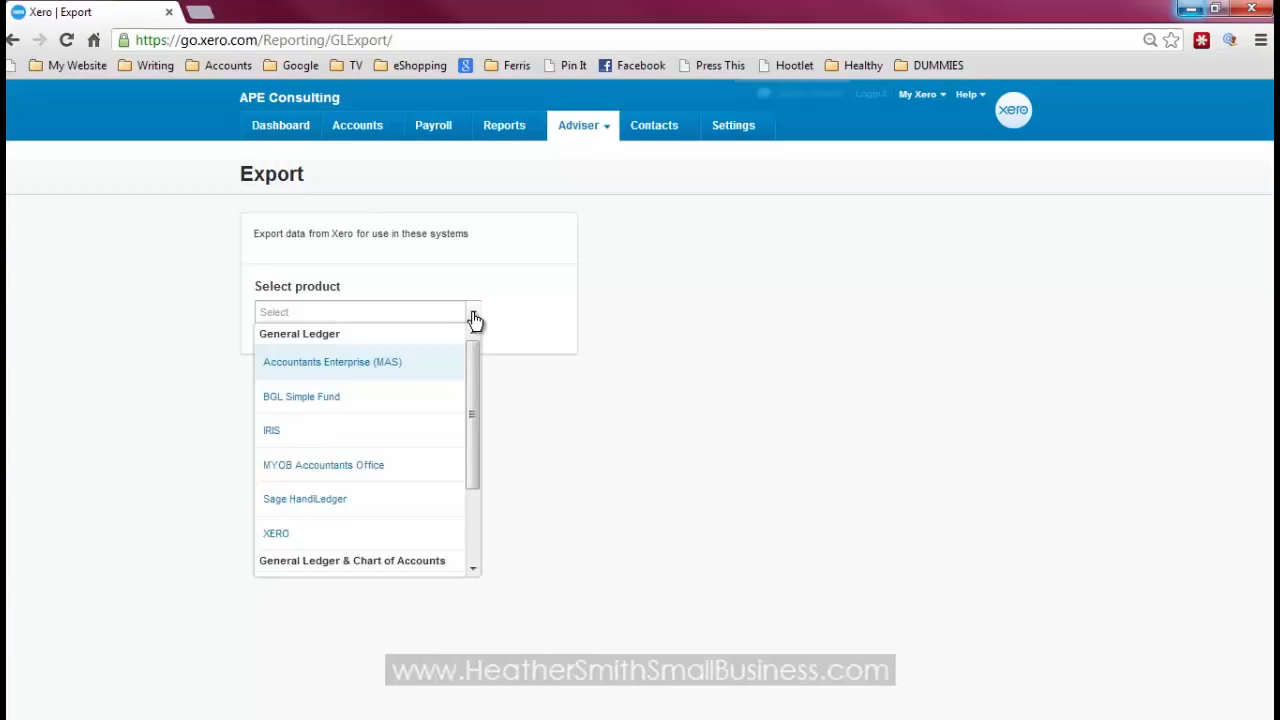 Xero | Export
https://go.xero.com/Reporting/GLExport/
My Website Writing Accounts Google TV eShopping Ferris Pin It Facebook Press This Hootlet Healthy DUMMIES
APE Consulting
Logout My Xero Help
xero
Dashboard Accounts Payroll Reports Adviser Contacts Settings
Export
Export data from Xero for use in these systems
Select product
Select
General Ledger
Accountants Enterprise (MAS)
BGL Simple Fund
IRIS
MYOB Accountants Office
Sage HandiLedger
XERO
General Ledger & Chart of Accounts
www.HeatherSmithSmallBusiness.com